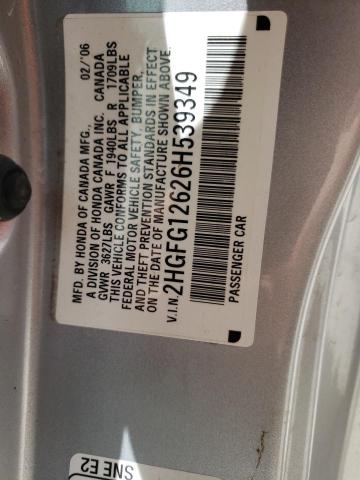 MFD. BY HONDA OF CANADA MFG. 02/'06
A DIVISION OF HONDA CANADA INC. CANADA
GVWR 3627LBS GAWR F 1940LBS R 1709LBS
THIS VEHICLE CONFORMS TO ALL APPLICABLE
FEDERAL MOTOR VEHICLE SAFETY, BUMPER,
AND THEFT PREVENTION STANDARDS IN EFFECT
ON THE DATE OF MANUFACTURE SHOWN ABOVE.
V.I.N. 2HGFG12626H539349
PASSENGER CAR
SNE E2